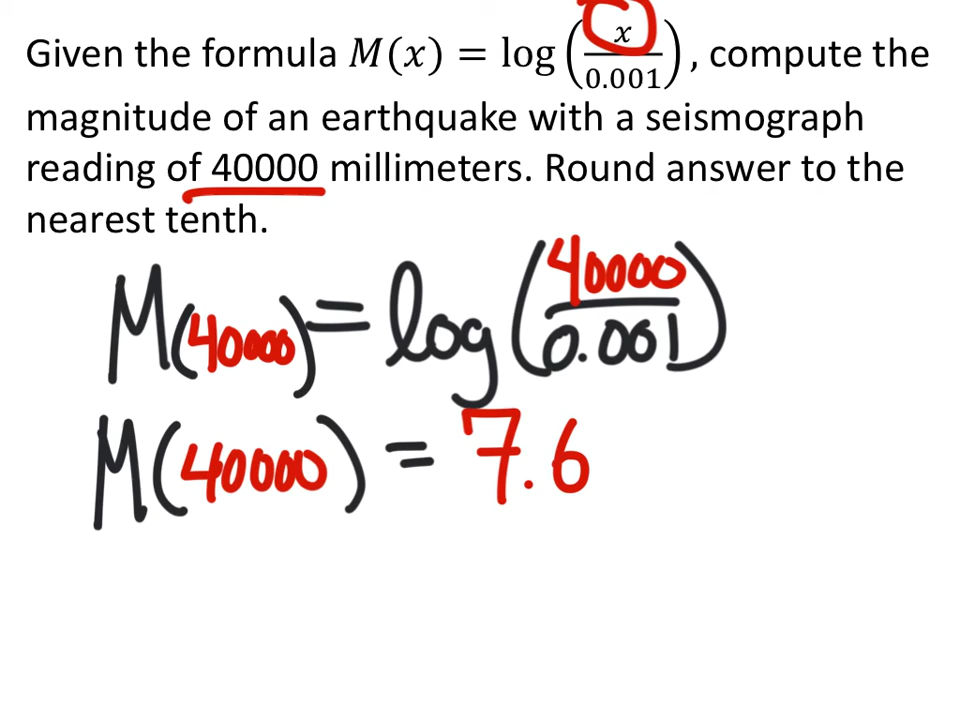 Given the formula M(x) = log(x/0.001), compute the
magnitude of an earthquake with a seismograph
reading of 40000 millimeters. Round answer to the
nearest tenth.
M(40000) = log(40000/0.001)
M(40000) = 7.6